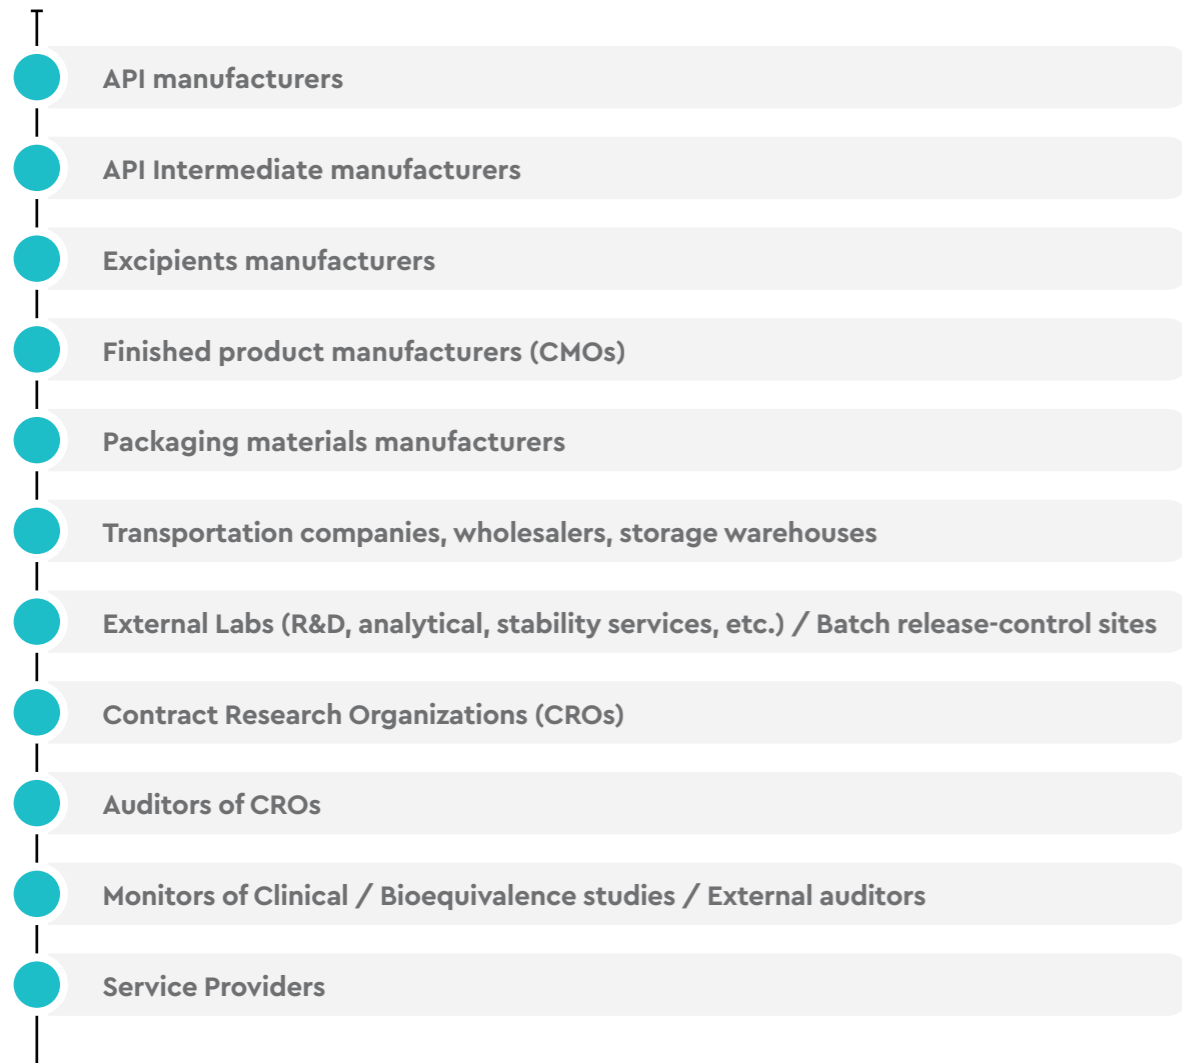 API manufacturers
API Intermediate manufacturers
Excipients manufacturers
Finished product manufacturers (CMOs)
Packaging materials manufacturers
Transportation companies, wholesalers, storage warehouses
External Labs (R&D, analytical, stability services, etc.) / Batch release-control sites
Contract Research Organizations (CROs)
Auditors of CROs
Monitors of Clinical / Bioequivalence studies / External auditors
Service Providers